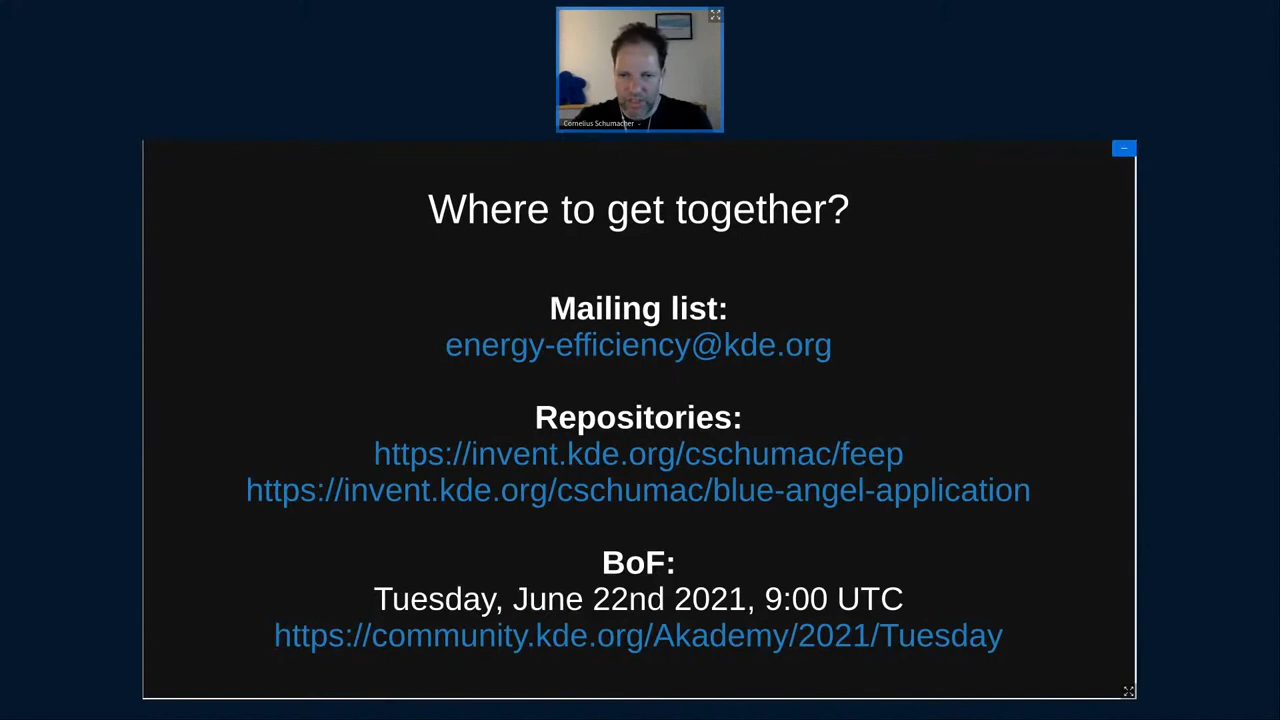 Cornelius Schumacher
Where to get together?
Mailing list:
energy-efficiency@kde.org
Repositories:
https://invent.kde.org/cschumac/feep
https://invent.kde.org/cschumac/blue-angel-application
BoF:
Tuesday, June 22nd 2021, 9:00 UTC
https://community.kde.org/Akademy/2021/Tuesday